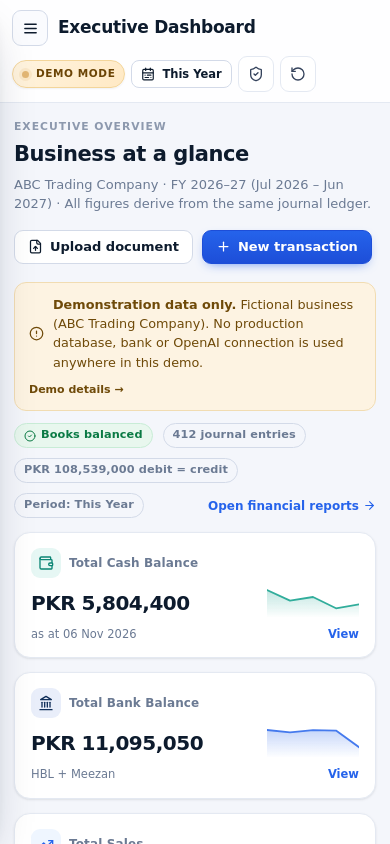 Executive Dashboard
DEMO MODE
This Year
EXECUTIVE OVERVIEW
Business at a glance
ABC Trading Company · FY 2026–27 (Jul 2026 – Jun
2027) · All figures derive from the same journal ledger.
Upload document
New transaction
Demonstration data only. Fictional business
(ABC Trading Company). No production
database, bank or OpenAI connection is used
anywhere in this demo.
Demo details →
Books balanced
412 journal entries
PKR 108,539,000 debit = credit
Period: This Year
Open financial reports →
Total Cash Balance
PKR 5,804,400
as at 06 Nov 2026
View
Total Bank Balance
PKR 11,095,050
HBL + Meezan
View
Total Sales